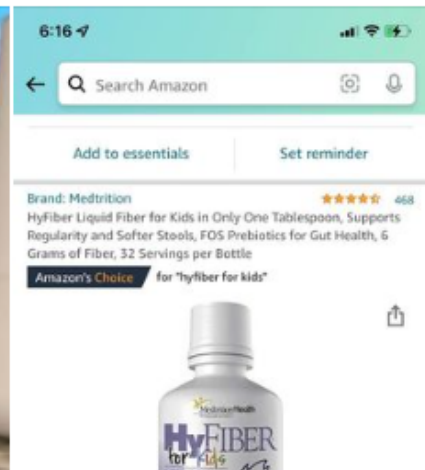 6:16
Search Amazon
Add to essentials
Set reminder
Brand: Medtrition
468
HyFiber Liquid Fiber for Kids in Only One Tablespoon, Supports
Regularity and Softer Stools, FOS Prebiotics for Gut Health, 6
Grams of Fiber, 32 Servings per Bottle
Amazon's Choice for "hyfiber for kids"
HyFIBER
for Kids